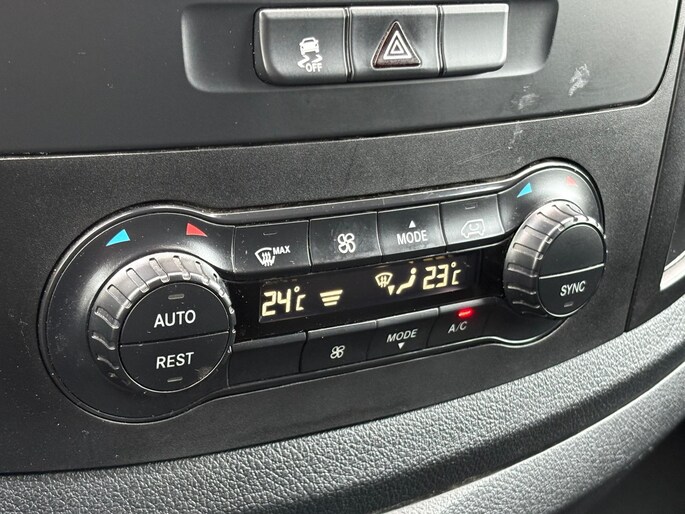 OFF
MAX
MODE
24°C 23°C
AUTO
REST
SYNC
MODE
A/C